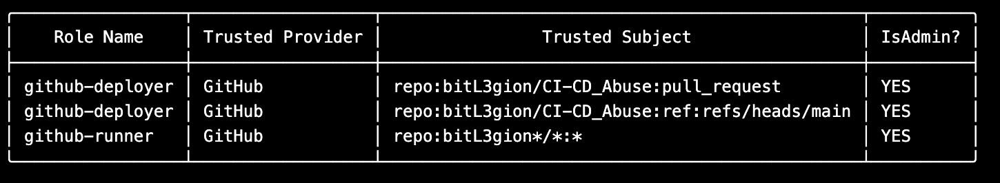 Role Name Trusted Provider Trusted Subject IsAdmin?
github-deployer GitHub repo:bitL3gion/CI-CD_Abuse:pull_request YES
github-deployer GitHub repo:bitL3gion/CI-CD_Abuse:ref:refs/heads/main YES
github-runner GitHub repo:bitL3gion*/*:* YES